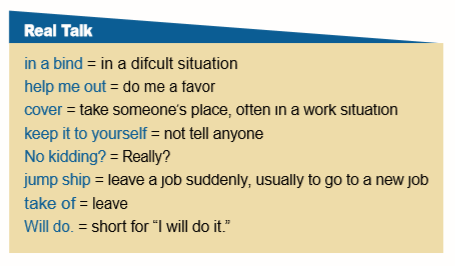 Real Talk
in a bind = in a difcult situation
help me out = do me a favor
cover = take someone's place, often in a work situation
keep it to yourself = not tell anyone
No kidding? = Really?
jump ship = leave a job suddenly, usually to go to a new job
take of = leave
Will do. = short for “I will do it.”